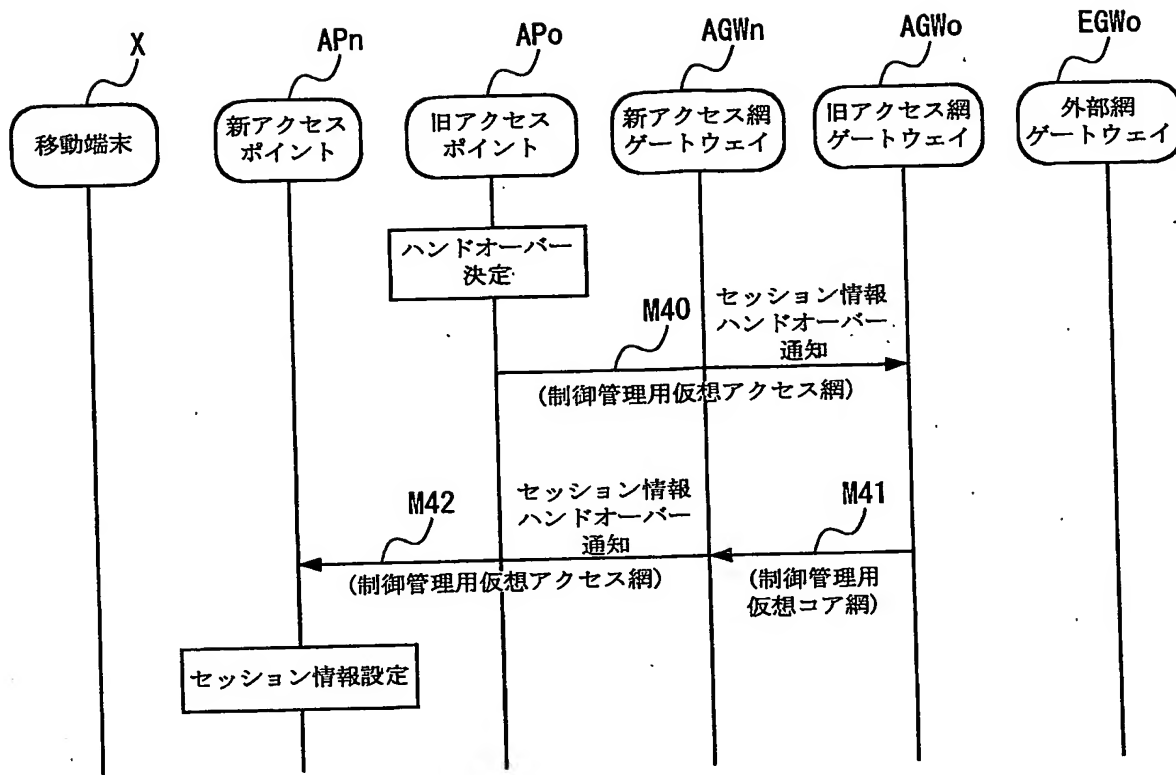 X
APn
APo
AGWn
AGWo
EGWo
移動端末
新アクセス
ポイント
旧アクセス
ポイント
新アクセス網
ゲートウェイ
旧アクセス網
ゲートウェイ
外部網
ゲートウェイ
ハンドオーバー
決定
M40
セッション情報
ハンドオーバー
通知
(制御管理用仮想アクセス網)
M42
セッション情報
ハンドオーバー
通知
M41
(制御管理用仮想アクセス網)
(制御管理用
仮想コア網)
セッション情報設定